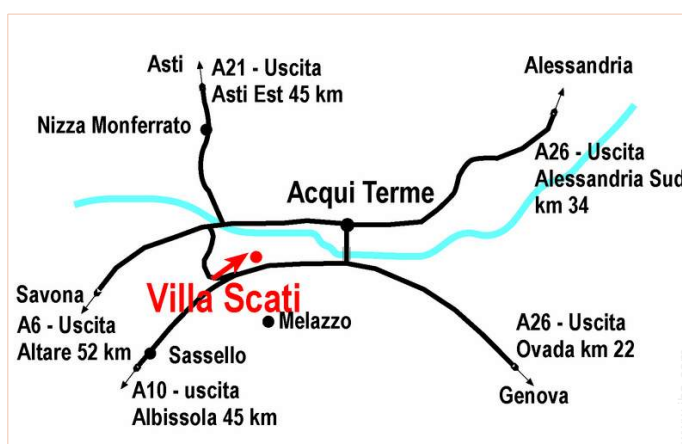 Asti
A21 - Uscita
Asti Est 45 km
Alessandria
Nizza Monferrato
A26 - Uscita
Alessandria Sud
km 34
Acqui Terme
Villa Scati
Savona
A6 - Uscita
Altare 52 km
Melazzo
Sassello
A26 - Uscita
Ovada km 22
A10 - uscita
Albissola 45 km
Genova